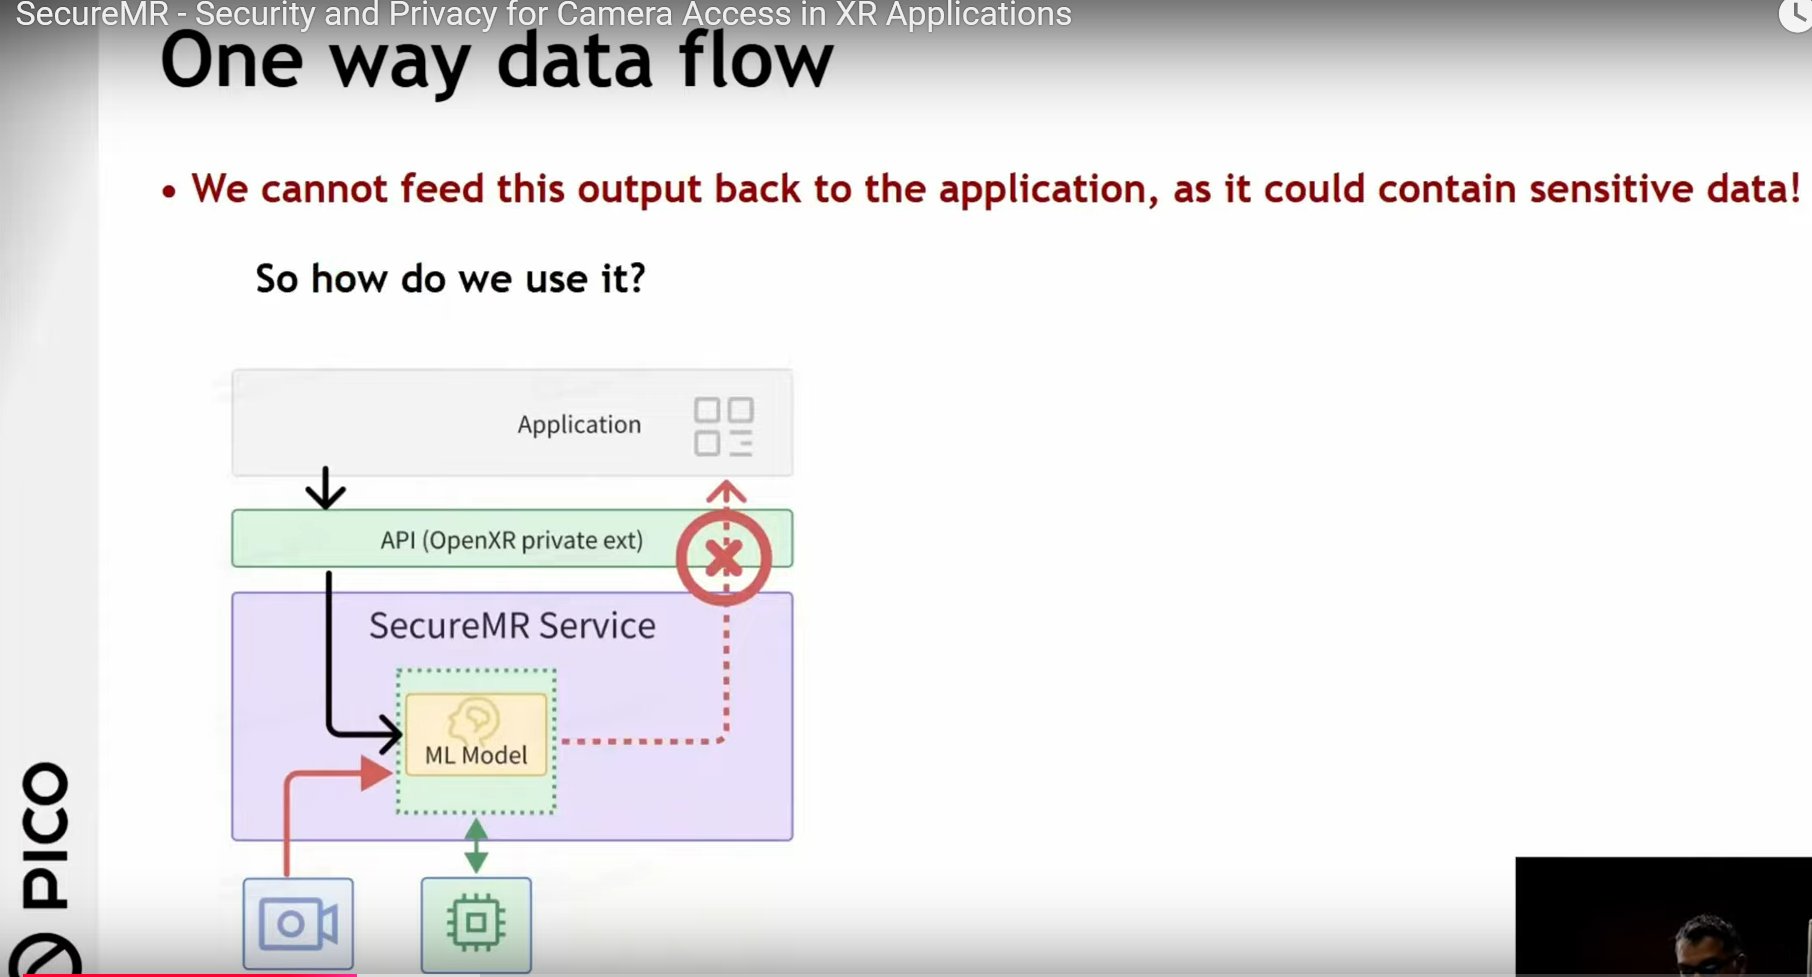 SecureMR - Security and Privacy for Camera Access in XR Applications
One way data flow
• We cannot feed this output back to the application, as it could contain sensitive data!
So how do we use it?
Application
API (OpenXR private ext)
SecureMR Service
ML Model
PICO